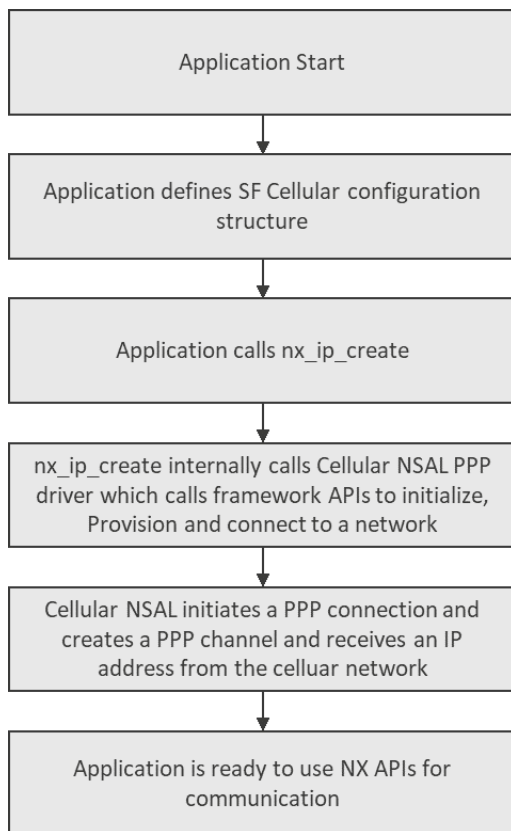 Application Start
Application defines SF Cellular configuration
structure
Application calls nx_ip_create
nx_ip_create internally calls Cellular NSAL PPP
driver which calls framework APIs to initialize,
Provision and connect to a network
Cellular NSAL initiates a PPP connection and
creates a PPP channel and receives an IP
address from the celluar network
Application is ready to use NX APIs for
communication